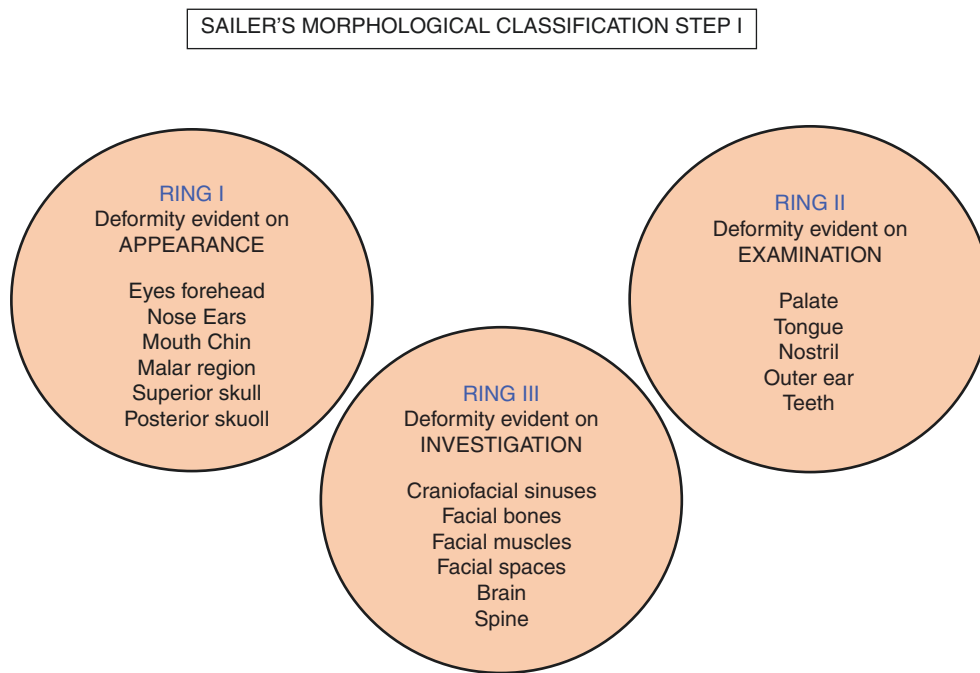 SAILER'S MORPHOLOGICAL CLASSIFICATION STEP I
RING I
Deformity evident on
APPEARANCE
Eyes forehead
Nose Ears
Mouth Chin
Malar region
Superior skull
Posterior skuoll
RING II
Deformity evident on
EXAMINATION
Palate
Tongue
Nostril
Outer ear
Teeth
RING III
Deformity evident on
INVESTIGATION
Craniofacial sinuses
Facial bones
Facial muscles
Facial spaces
Brain
Spine